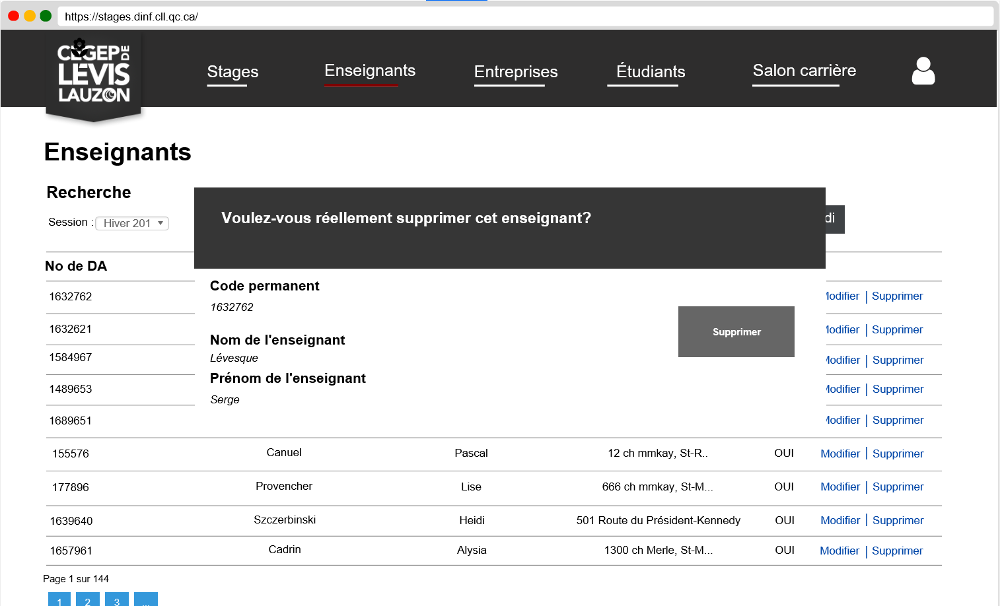 https://stages.dinf.cll.qc.ca/
CÉGEP DE
LÉVIS
LAUZON
Stages
Enseignants
Entreprises
Étudiants
Salon carrière
Enseignants
Recherche
Session : Hiver 201
Voulez-vous réellement supprimer cet enseignant?
di
No de DA
Code permanent
1632762
1632762
Modifier | Supprimer
1632621
Modifier | Supprimer
Supprimer
Nom de l'enseignant
Lévesque
1584967
Modifier | Supprimer
Prénom de l'enseignant
Serge
1489653
Modifier | Supprimer
1689651
Modifier | Supprimer
155576 Canuel Pascal 12 ch mmkay, St-R.. OUI Modifier | Supprimer
177896 Provencher Lise 666 ch mmkay, St-M... OUI Modifier | Supprimer
1639640 Szczerbinski Heidi 501 Route du Président-Kennedy OUI Modifier | Supprimer
1657961 Cadrin Alysia 1300 ch Merle, St-M... OUI Modifier | Supprimer
Page 1 sur 144
1 2 3 ...